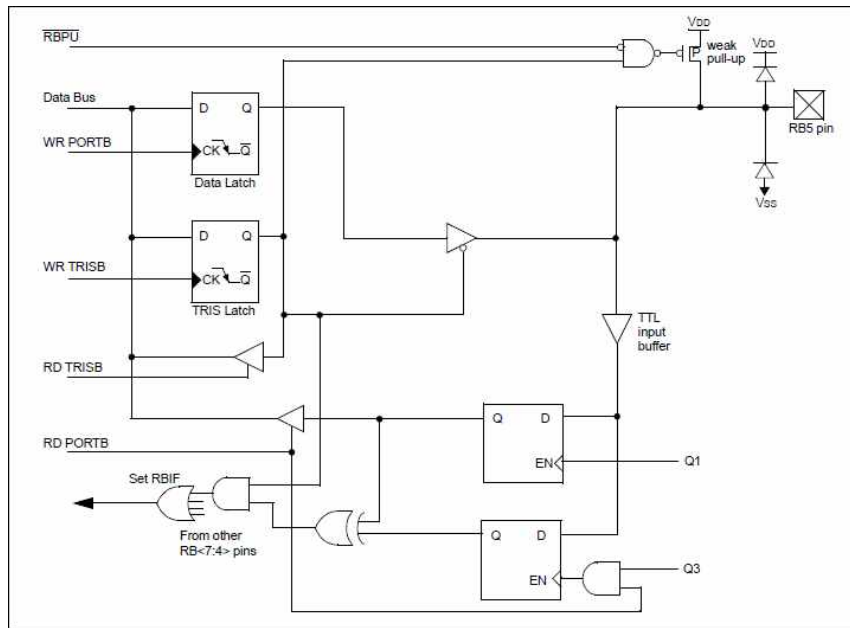 RBPU
VDD
P
weak
pull-up
VDD
Data Bus
D Q
RB5 pin
WR PORTB
CK Q
Data Latch
VSS
D Q
WR TRISB
CK Q
TRIS Latch
TTL
input
buffer
RD TRISB
Q D
RD PORTB
EN
Q1
Set RBIF
From other
RB<7:4> pins
Q D
EN
Q3